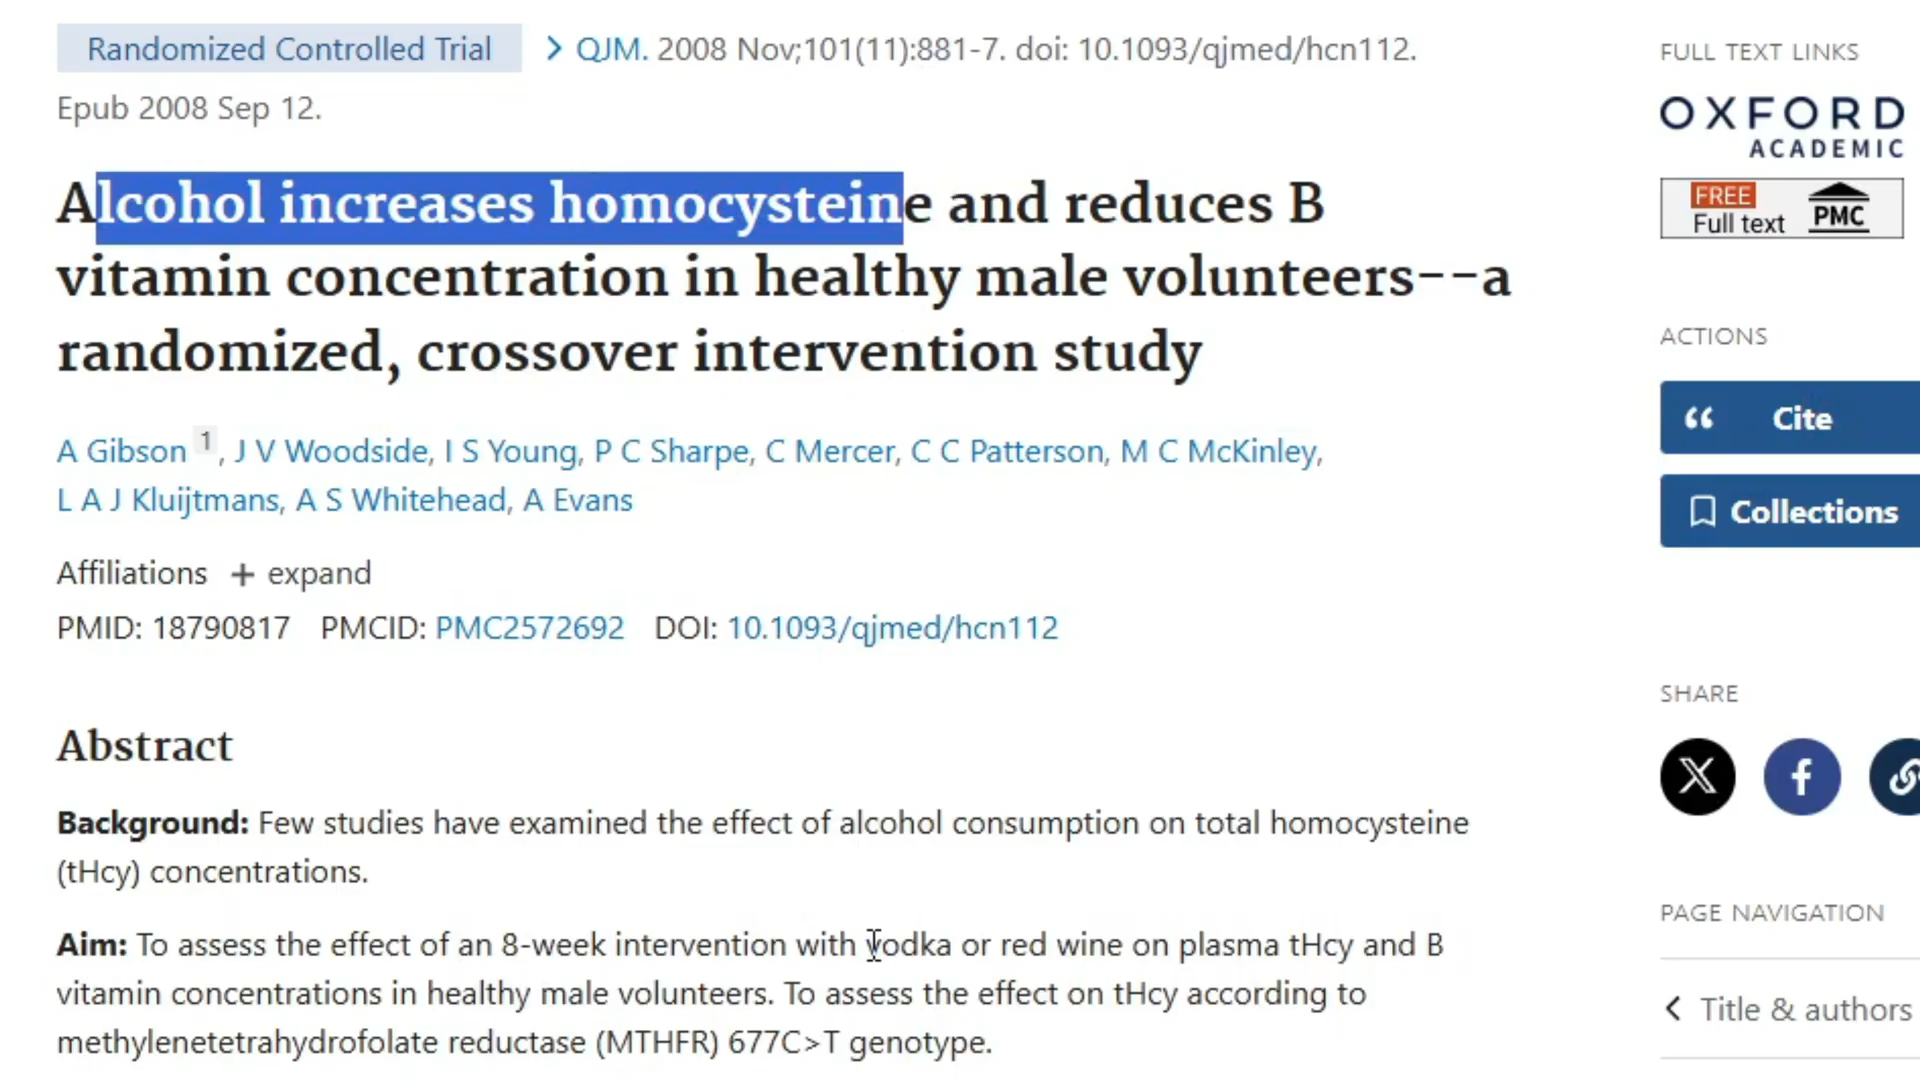 Randomized Controlled Trial
QJM. 2008 Nov;101(11):881-7. doi: 10.1093/qjmed/hcn112.
Epub 2008 Sep 12.
Alcohol increases homocysteine and reduces B
vitamin concentration in healthy male volunteers--a
randomized, crossover intervention study
A Gibson 1, J V Woodside, I S Young, P C Sharpe, C Mercer, C C Patterson, M C McKinley,
L A J Kluijtmans, A S Whitehead, A Evans
Affiliations + expand
PMID: 18790817 PMCID: PMC2572692 DOI: 10.1093/qjmed/hcn112
Abstract
Background: Few studies have examined the effect of alcohol consumption on total homocysteine
(tHcy) concentrations.
Aim: To assess the effect of an 8-week intervention with vodka or red wine on plasma tHcy and B
vitamin concentrations in healthy male volunteers. To assess the effect on tHcy according to
methylenetetrahydrofolate reductase (MTHFR) 677C>T genotype.
FULL TEXT LINKS
OXFORD
ACADEMIC
FREE
Full text
PMC
ACTIONS
Cite
Collections
SHARE
PAGE NAVIGATION
Title & authors